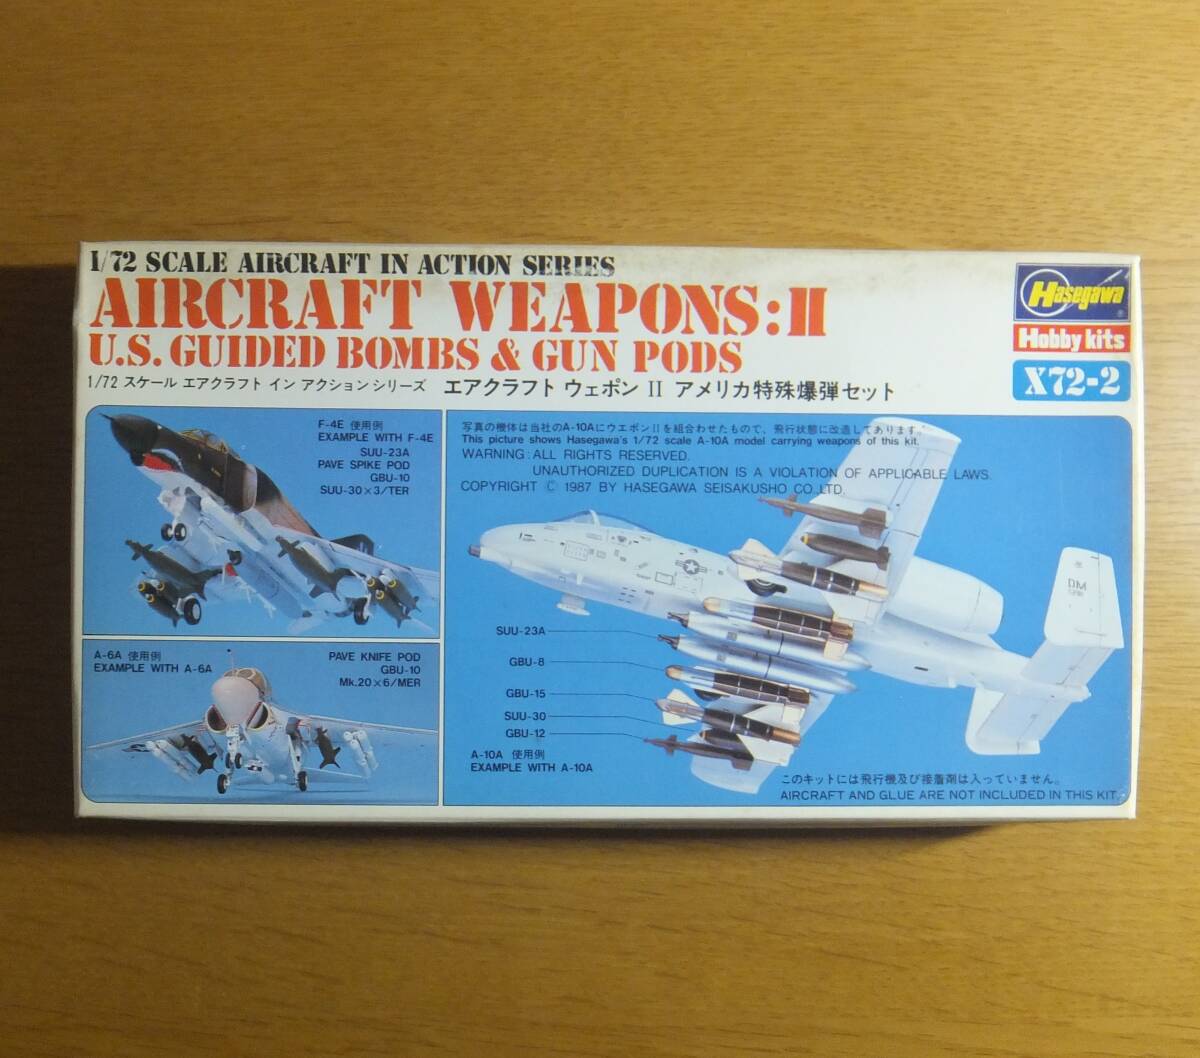 1/72 SCALE AIRCRAFT IN ACTION SERIES
AIRCRAFT WEAPONS:II
U.S. GUIDED BOMBS & GUN PODS
1/72 スケール エアクラフト イン アクション シリーズ エアクラフト ウェポン II アメリカ特殊爆弾セット
Hasegawa
Hobby kits
X72-2
F-4E 使用例
EXAMPLE WITH F-4E
SUU-23A
PAVE SPIKE POD
GBU-10
SUU-30×3/TER
A-6A 使用例
EXAMPLE WITH A-6A
PAVE KNIFE POD
GBU-10
Mk.20×6/MER
写真の機体は当社のA-10AにウエポンIIを組合わせたもので、飛行状態に改造してあります。
This picture shows Hasegawa's 1/72 scale A-10A model carrying weapons of this kit.
WARNING: ALL RIGHTS RESERVED.
UNAUTHORIZED DUPLICATION IS A VIOLATION OF APPLICABLE LAWS.
COPYRIGHT © 1987 BY HASEGAWA SEISAKUSHO CO.,LTD.
DM
SUU-23A
GBU-8
GBU-15
SUU-30
GBU-12
A-10A 使用例
EXAMPLE WITH A-10A
このキットには飛行機及び接着剤は入っていません。
AIRCRAFT AND GLUE ARE NOT INCLUDED IN THIS KIT.